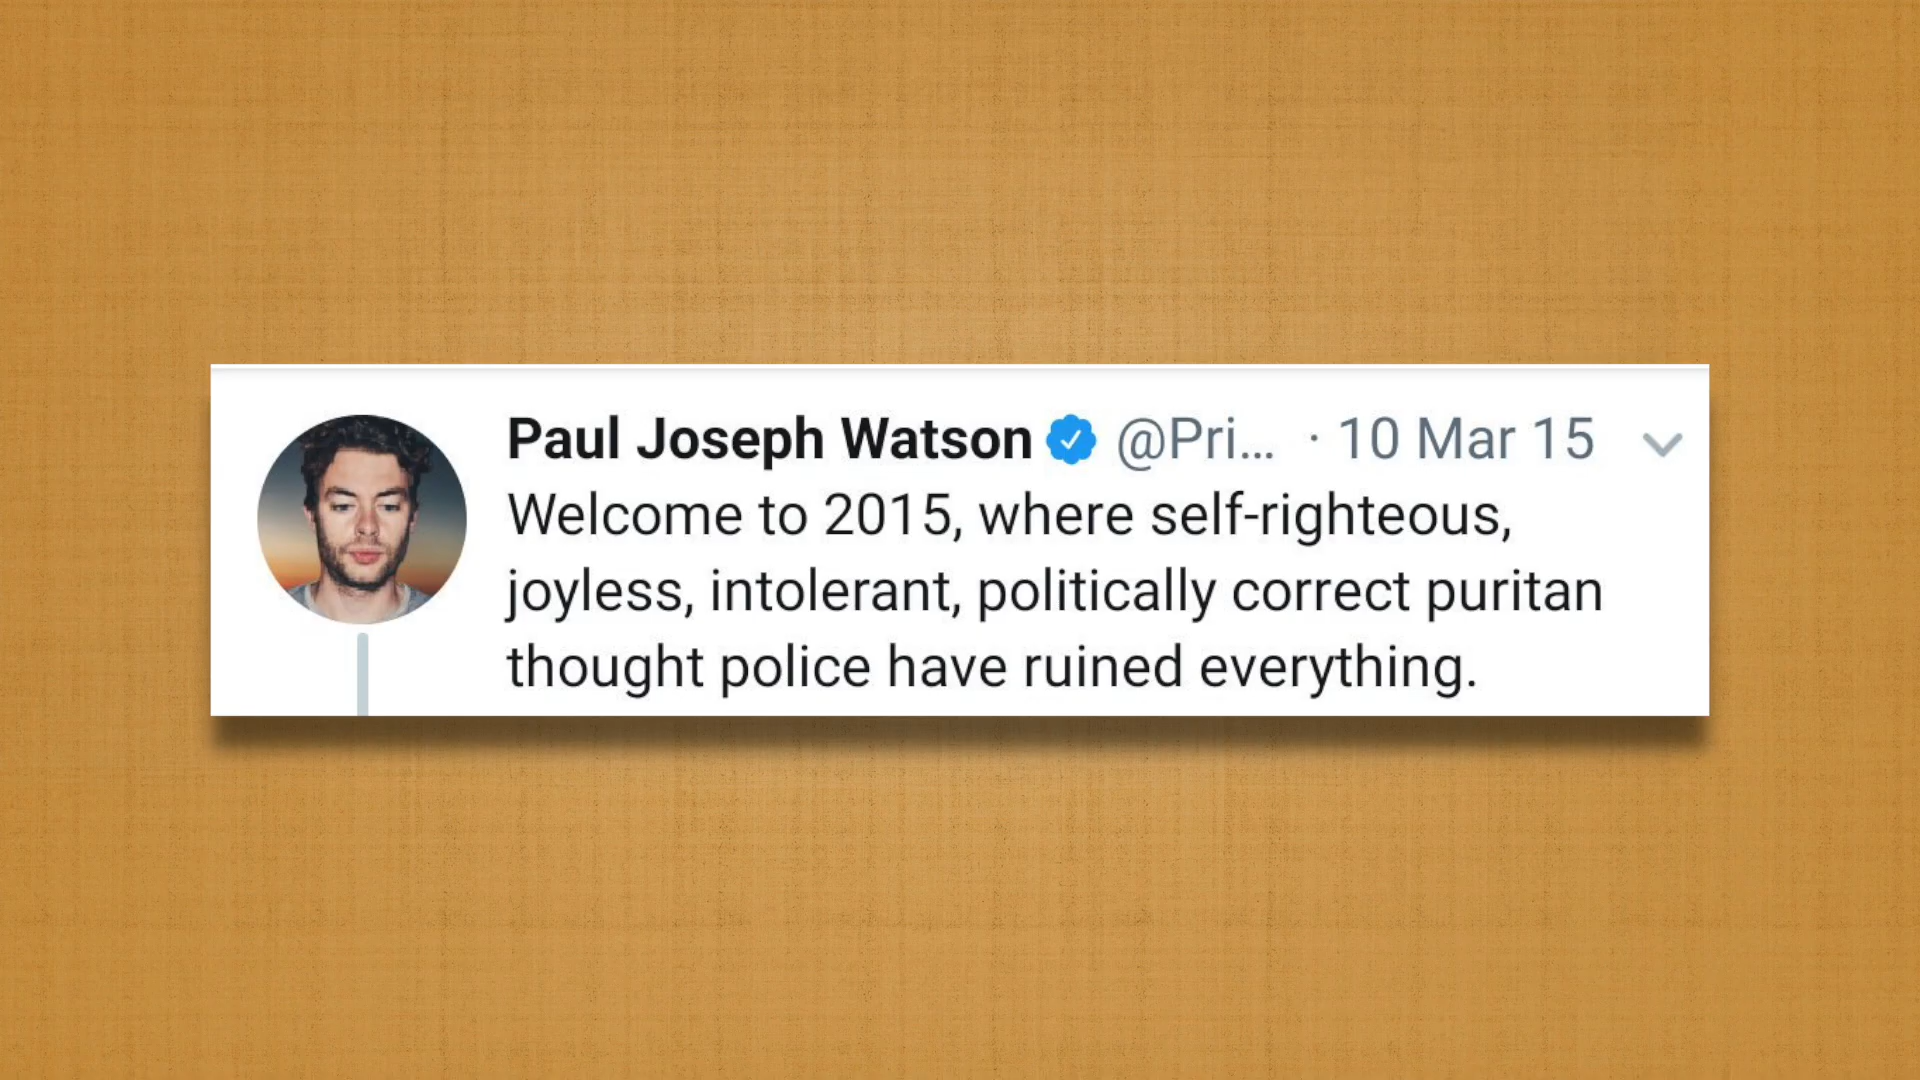 Paul Joseph Watson @Pri... · 10 Mar 15
Welcome to 2015, where self-righteous,
joyless, intolerant, politically correct puritan
thought police have ruined everything.